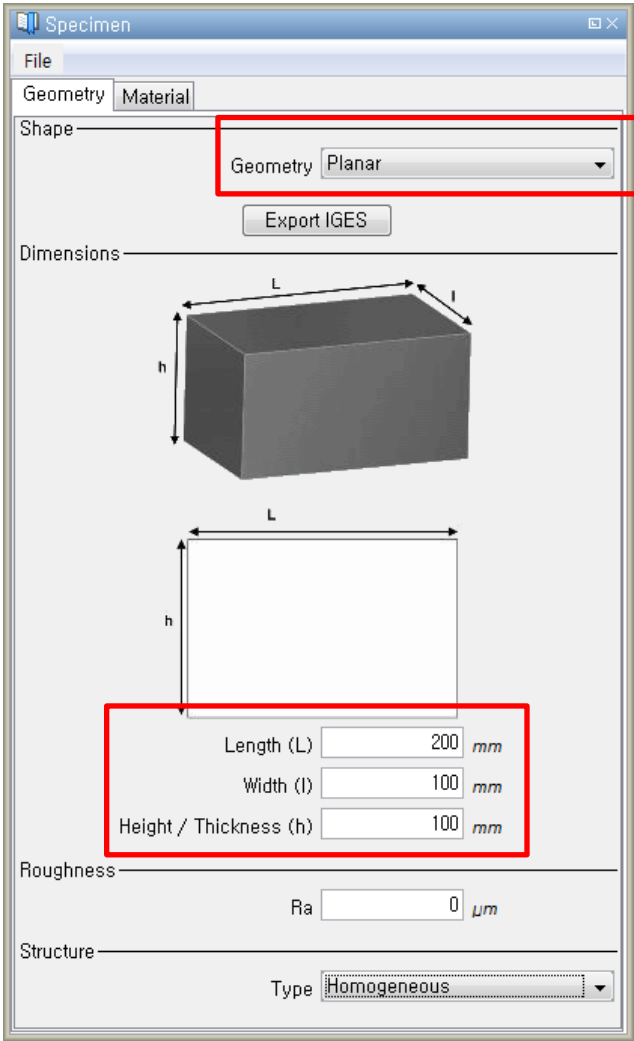 Specimen
File
Geometry Material
Shape
Geometry Planar
Export IGES
Dimensions
L
l
h
L
h
Length (L) 200 mm
Width (l) 100 mm
Height / Thickness (h) 100 mm
Roughness
Ra 0 μm
Structure
Type Homogeneous